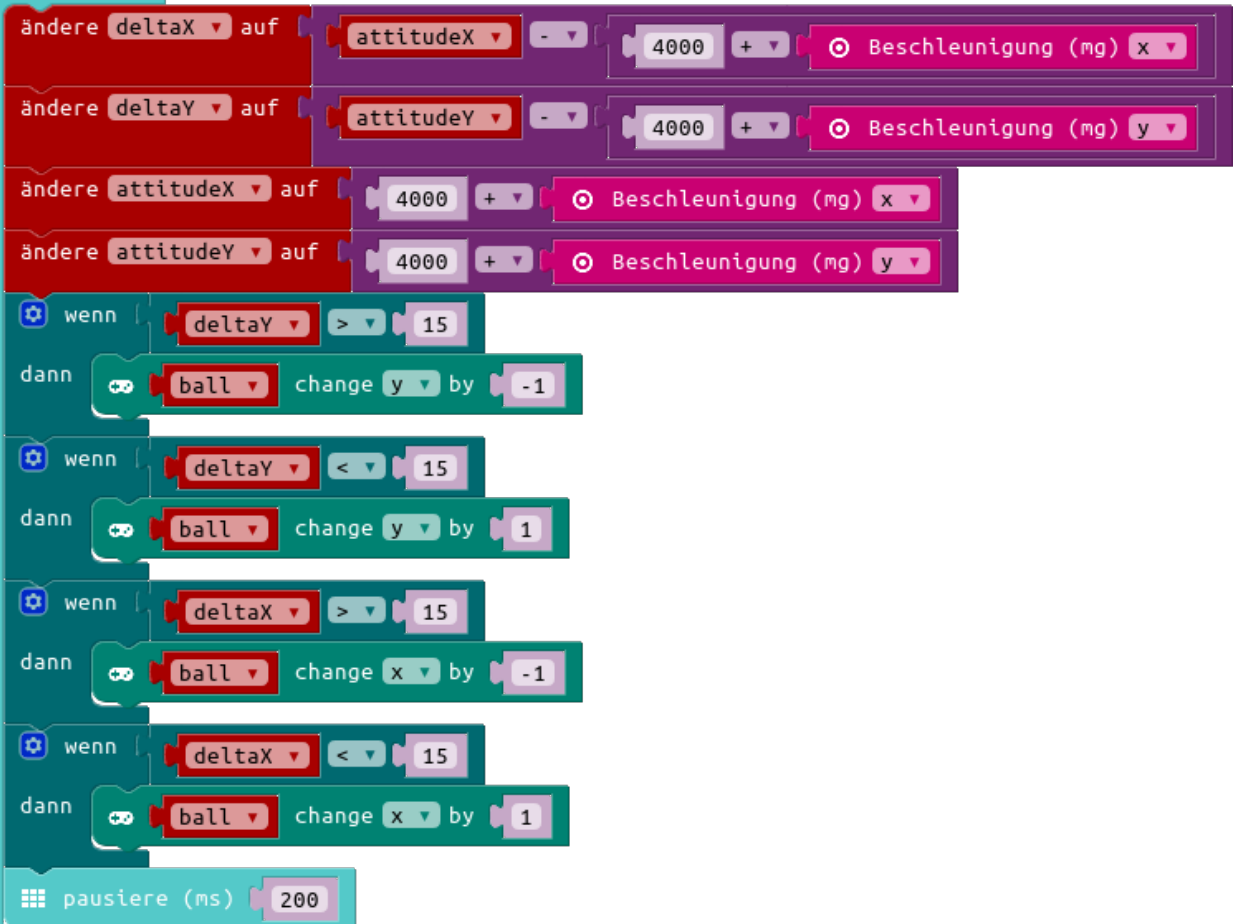 ändere deltaX auf attitudeX - 4000 + Beschleunigung (mg) x
ändere deltaY auf attitudeY - 4000 + Beschleunigung (mg) y
ändere attitudeX auf 4000 + Beschleunigung (mg) x
ändere attitudeY auf 4000 + Beschleunigung (mg) y
wenn deltaY > 15
dann ball change y by -1
wenn deltaY < 15
dann ball change y by 1
wenn deltaX > 15
dann ball change x by -1
wenn deltaX < 15
dann ball change x by 1
pausiere (ms) 200